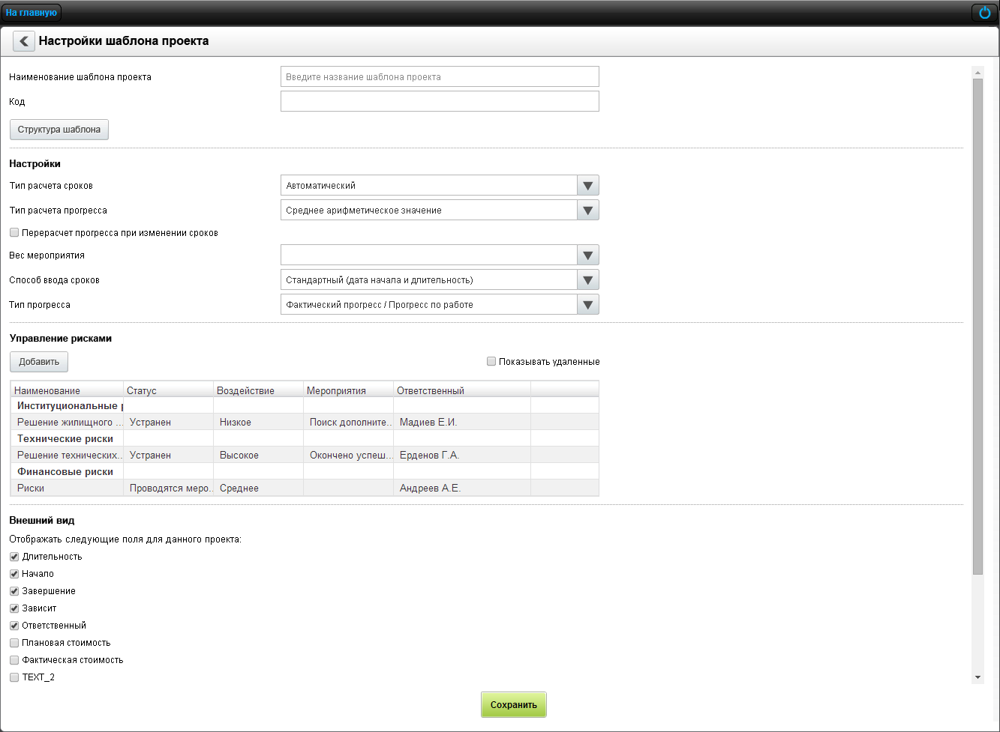 На главную
Настройки шаблона проекта
Наименование шаблона проекта
Введите название шаблона проекта
Код
Структура шаблона
Настройки
Тип расчета сроков
Автоматический
Тип расчета прогресса
Среднее арифметическое значение
Перерасчет прогресса при изменении сроков
Вес мероприятия
Способ ввода сроков
Стандартный (дата начала и длительность)
Тип прогресса
Фактический прогресс / Прогресс по работе
Управление рисками
Добавить
Показывать удаленные
Наименование Статус Воздействие Мероприятия Ответственный
Институциональные р
Решение жилищного ... Устранен Низкое Поиск дополните.. Мадиев Е.И.
Технические риски
Решение технических.. Устранен Высокое Окончено успеш... Ерденов Г.А.
Финансовые риски
Риски Проводятся меро.. Среднее Андреев А.Е.
Внешний вид
Отображать следующие поля для данного проекта:
Длительность
Начало
Завершение
Зависит
Ответственный
Плановая стоимость
Фактическая стоимость
TEXT_2
Сохранить